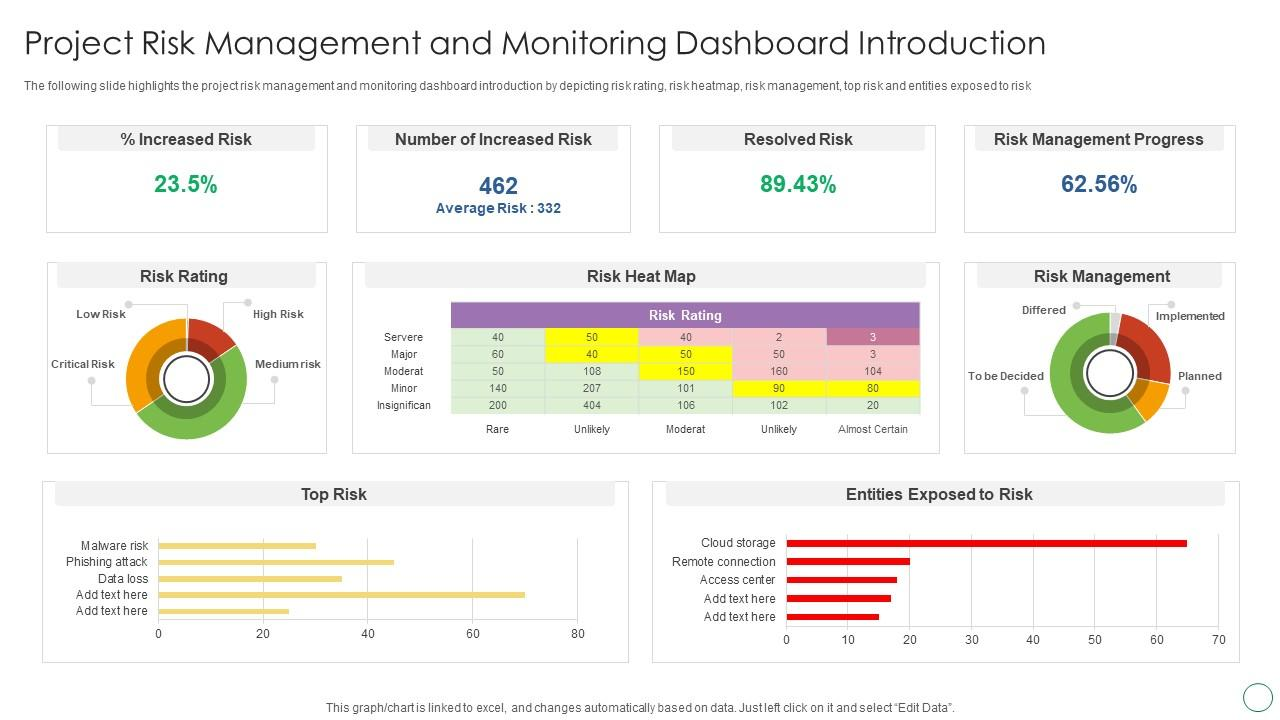 Project Risk Management and Monitoring Dashboard Introduction
The following slide highlights the project risk management and monitoring dashboard introduction by depicting risk rating, risk heatmap, risk management, top risk and entities exposed to risk
% Increased Risk
23.5%
Number of Increased Risk
462
Average Risk : 332
Resolved Risk
89.43%
Risk Management Progress
62.56%
Risk Rating
Low Risk
High Risk
Critical Risk
Medium risk
Risk Heat Map
Risk Rating
Servere 40 50 40 2 3
Major 60 40 50 50 3
Moderat 50 108 150 160 104
Minor 140 207 101 90 80
Insignifican 200 404 106 102 20
Rare Unlikely Moderat Unlikely Almost Certain
Risk Management
Differed
Implemented
To be Decided
Planned
Top Risk
Malware risk
Phishing attack
Data loss
Add text here
Add text here
0 20 40 60 80
Entities Exposed to Risk
Cloud storage
Remote connection
Access center
Add text here
Add text here
0 10 20 30 40 50 60 70
This graph/chart is linked to excel, and changes automatically based on data. Just left click on it and select “Edit Data”.